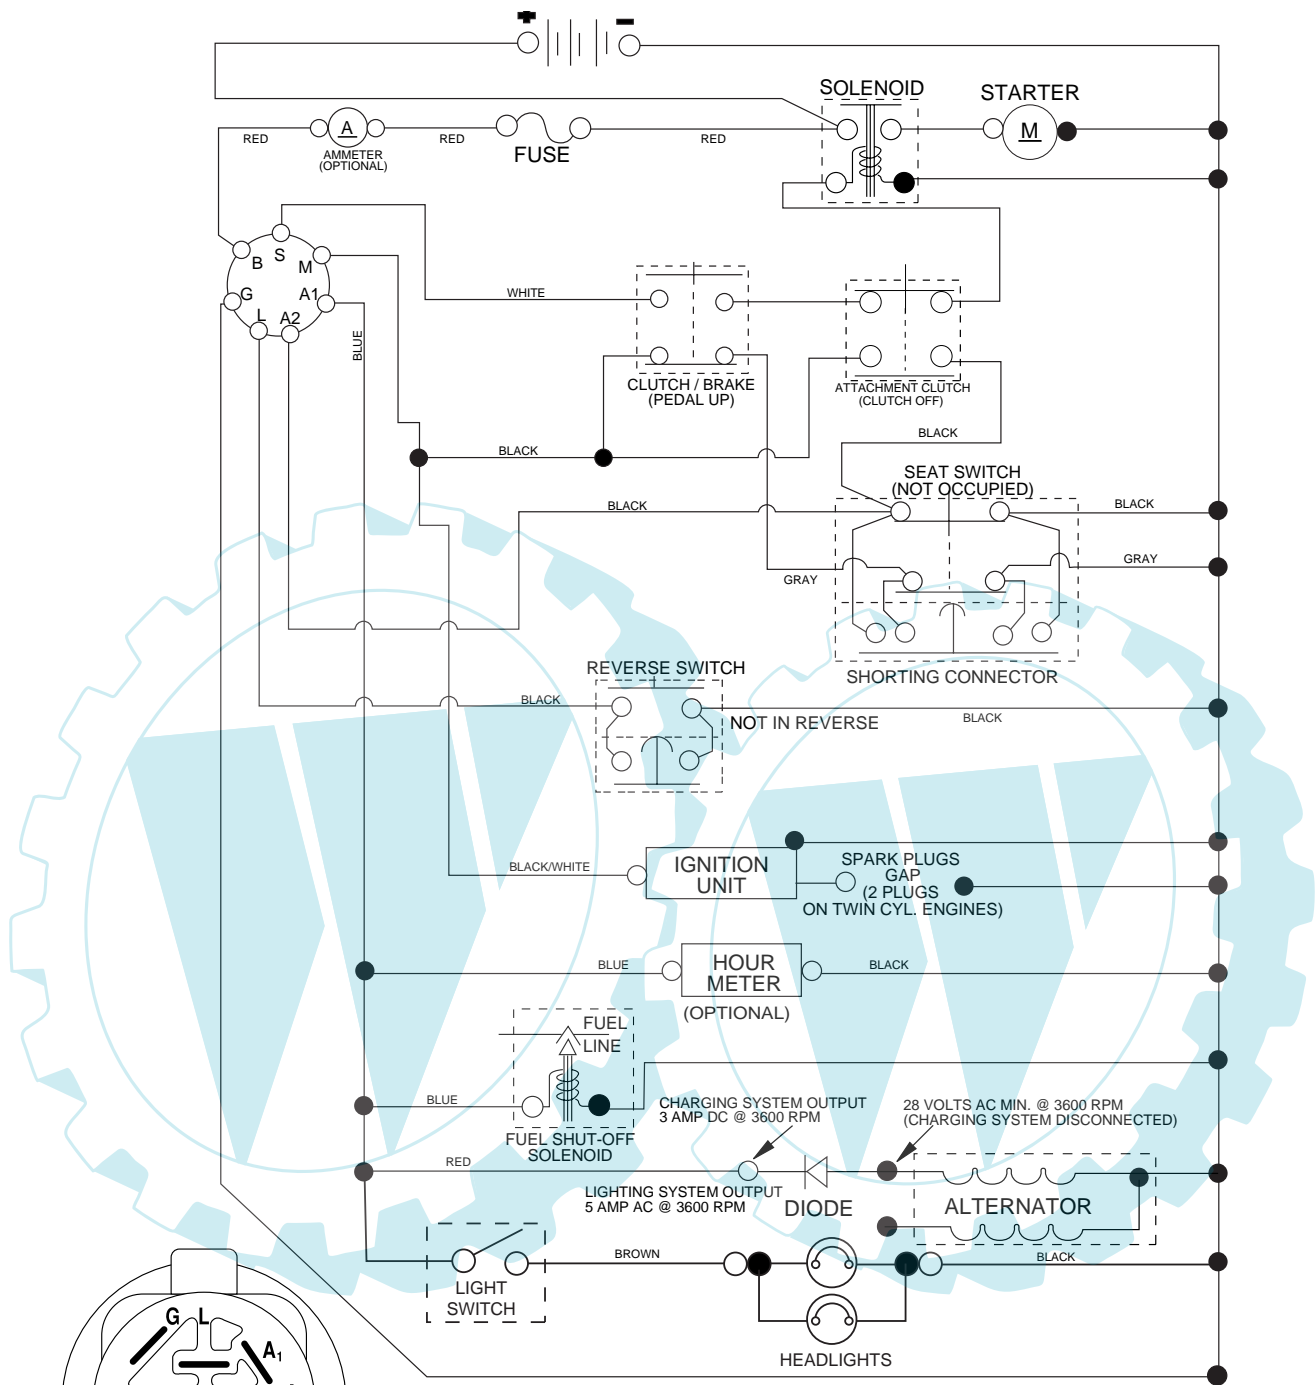 SOLENOID
STARTER
A
M
RED
RED
RED
AMMETER
(OPTIONAL)
FUSE
B
S
M
G
A1
L
A2
BLUE
WHITE
CLUTCH / BRAKE
(PEDAL UP)
ATTACHMENT CLUTCH
(CLUTCH OFF)
BLACK
BLACK
SEAT SWITCH
(NOT OCCUPIED)
BLACK
BLACK
GRAY
GRAY
SHORTING CONNECTOR
REVERSE SWITCH
BLACK
NOT IN REVERSE
BLACK
BLACK/WHITE
IGNITION
UNIT
SPARK PLUGS
GAP
(2 PLUGS
ON TWIN CYL. ENGINES)
BLUE
HOUR
METER
BLACK
(OPTIONAL)
FUEL
LINE
BLUE
FUEL SHUT-OFF
SOLENOID
CHARGING SYSTEM OUTPUT
3 AMP DC @ 3600 RPM
28 VOLTS AC MIN. @ 3600 RPM
(CHARGING SYSTEM DISCONNECTED)
RED
LIGHTING SYSTEM OUTPUT
5 AMP AC @ 3600 RPM
DIODE
ALTERNATOR
BROWN
BLACK
LIGHT
SWITCH
HEADLIGHTS
G L
A₁